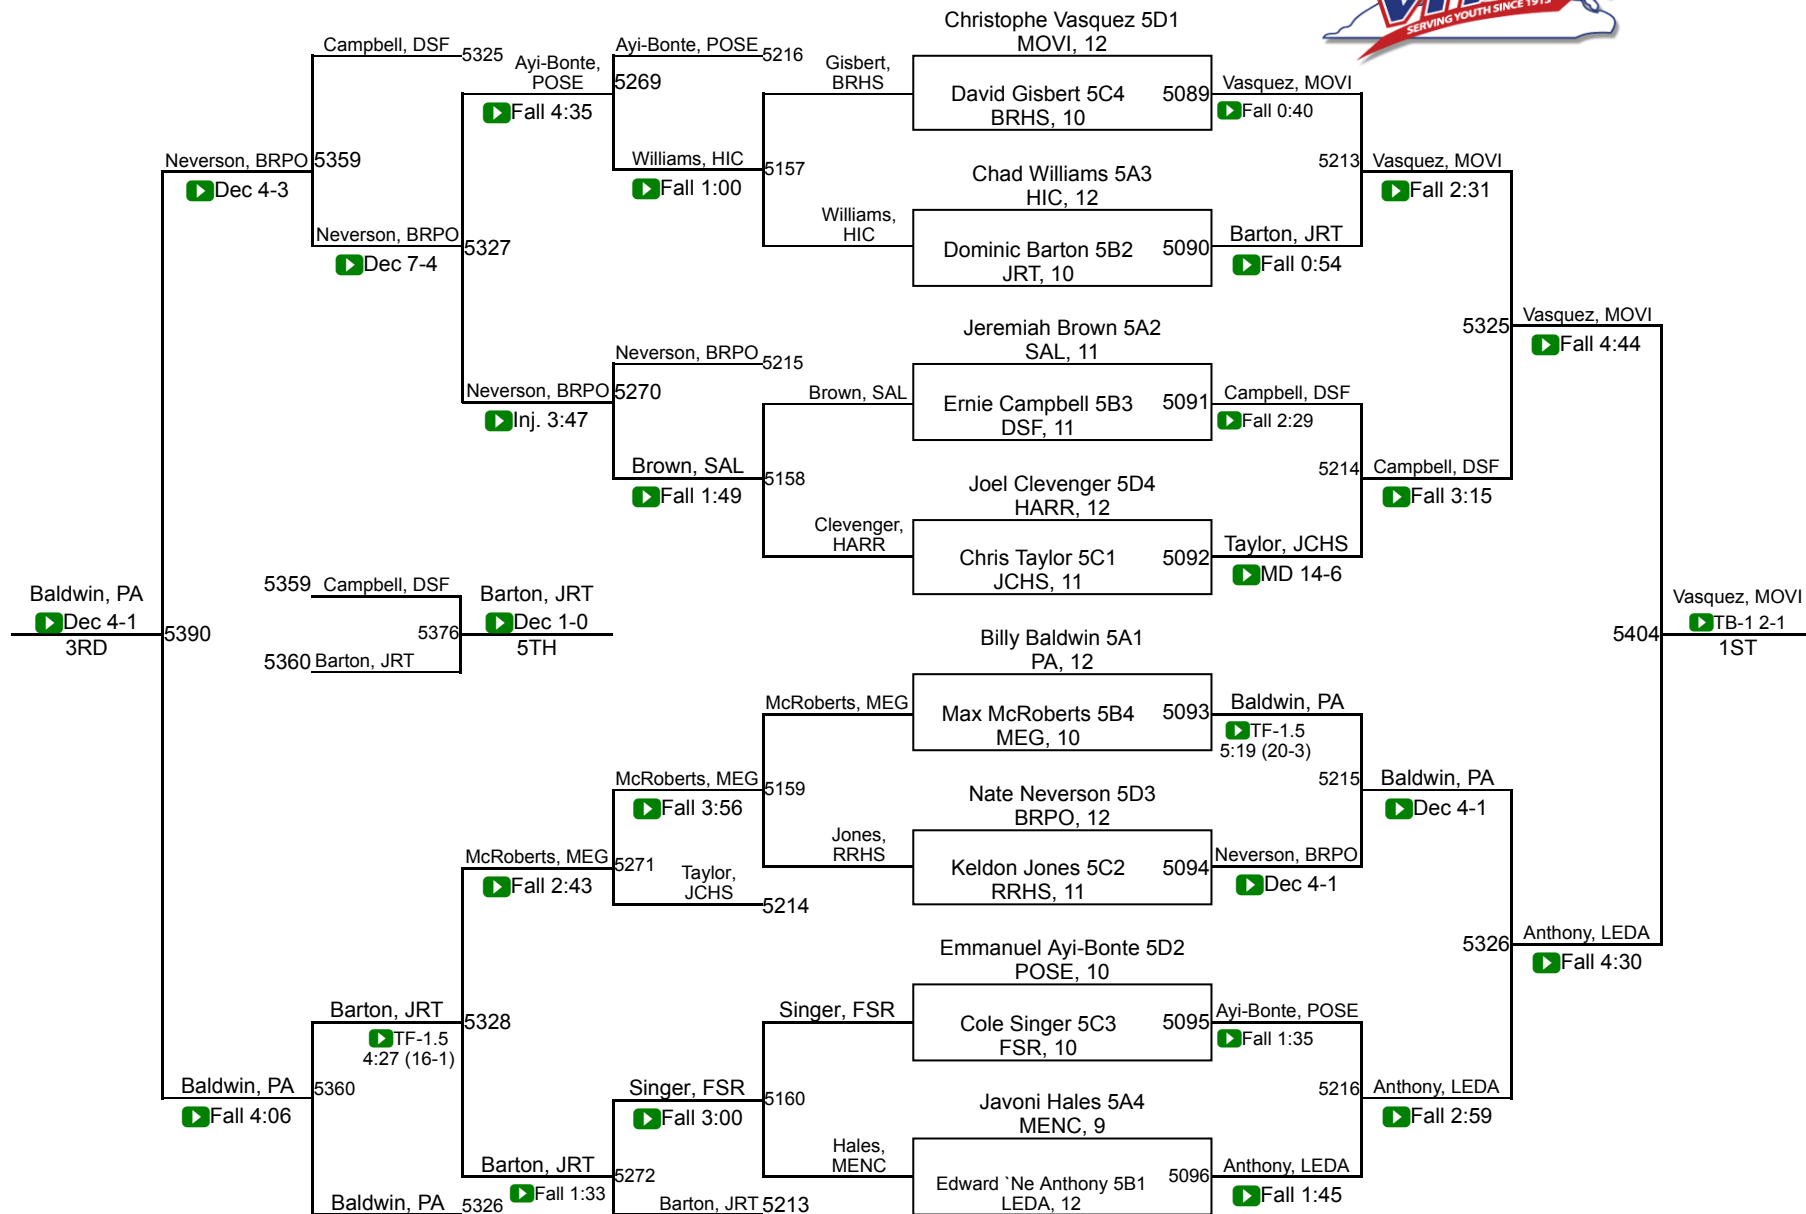 SERVING YOUTH SINCE 1913
Christophe Vasquez 5D1
MOVI, 12
David Gisbert 5C4
BRHS, 10
5089
Chad Williams 5A3
HIC, 12
Dominic Barton 5B2
JRT, 10
5090
Jeremiah Brown 5A2
SAL, 11
Ernie Campbell 5B3
DSF, 11
5091
Joel Clevenger 5D4
HARR, 12
Chris Taylor 5C1
JCHS, 11
5092
Billy Baldwin 5A1
PA, 12
Max McRoberts 5B4
MEG, 10
5093
Nate Neverson 5D3
BRPO, 12
Keldon Jones 5C2
RRHS, 11
5094
Emmanuel Ayi-Bonte 5D2
POSE, 10
Cole Singer 5C3
FSR, 10
5095
Javoni Hales 5A4
MENC, 9
Edward `Ne Anthony 5B1
LEDA, 12
5096
Vasquez, MOVI
Fall 0:40
Barton, JRT
Fall 0:54
Campbell, DSF
Fall 2:29
Taylor, JCHS
MD 14-6
Baldwin, PA
TF-1.5
5:19 (20-3)
Neverson, BRPO
Dec 4-1
Ayi-Bonte, POSE
Fall 1:35
Anthony, LEDA
Fall 1:45
5213
Vasquez, MOVI
Fall 2:31
5214
Campbell, DSF
Fall 3:15
5215
Baldwin, PA
Dec 4-1
5216
Anthony, LEDA
Fall 2:59
5325
Vasquez, MOVI
Fall 4:44
5326
Anthony, LEDA
Fall 4:30
5404
Vasquez, MOVI
TB-1 2-1
1ST
Gisbert,
BRHS
Williams,
HIC
5157
Brown, SAL
Clevenger,
HARR
5158
McRoberts, MEG
Jones,
RRHS
5159
Singer, FSR
Hales,
MENC
5160
Ayi-Bonte, POSE
5216
Williams, HIC
Fall 1:00
5269
Neverson, BRPO
5215
Brown, SAL
Fall 1:49
5270
McRoberts, MEG
Fall 3:56
Taylor,
JCHS
5214
5271
Singer, FSR
Fall 3:00
Barton, JRT
5213
5272
Ayi-Bonte,
POSE
Fall 4:35
Neverson, BRPO
Inj. 3:47
5327
McRoberts, MEG
Fall 2:43
Barton, JRT
Fall 1:33
5328
Campbell, DSF
5325
Neverson, BRPO
Dec 7-4
5359
Barton, JRT
TF-1.5
4:27 (16-1)
Baldwin, PA
5326
5360
Neverson, BRPO
Dec 4-3
Baldwin, PA
Fall 4:06
5390
Baldwin, PA
Dec 4-1
3RD
5359
Campbell, DSF
5360
Barton, JRT
5376
Barton, JRT
Dec 1-0
5TH